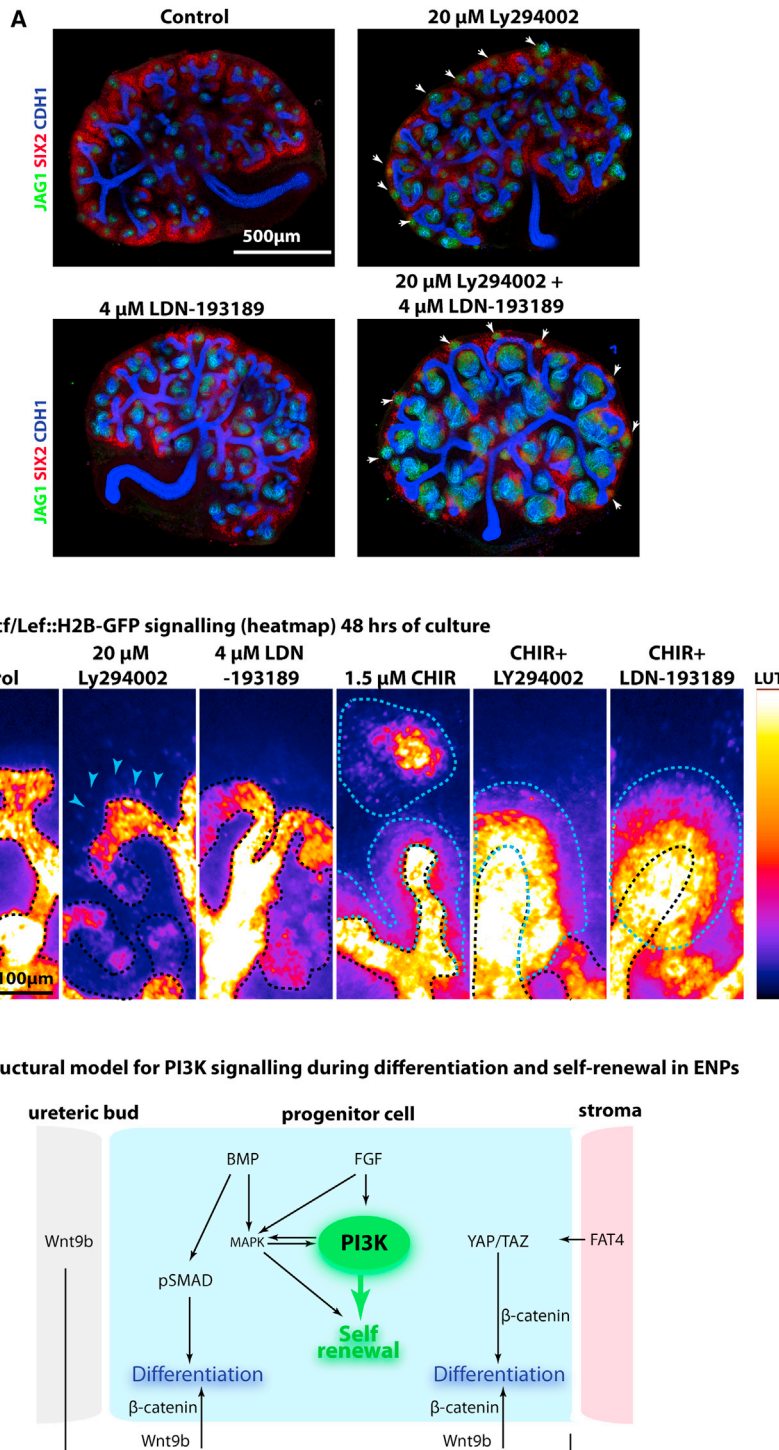 A
Control
20 µM Ly294002
JAG1 SIX2 CDH1
500µm
4 µM LDN-193189
20 µM Ly294002 +
4 µM LDN-193189
JAG1 SIX2 CDH1
cf/Lef::H2B-GFP signalling (heatmap) 48 hrs of culture
rol
20 µM
Ly294002
4 µM LDN
-193189
1.5 µM CHIR
CHIR+
LY294002
CHIR+
LDN-193189
LUT
100µm
uctural model for PI3K signalling during differentiation and self-renewal in ENPs
ureteric bud
progenitor cell
stroma
BMP
FGF
Wnt9b
MAPK
PI3K
YAP/TAZ
FAT4
pSMAD
β-catenin
Self
renewal
Differentiation
Differentiation
β-catenin
β-catenin
Wnt9b
Wnt9b